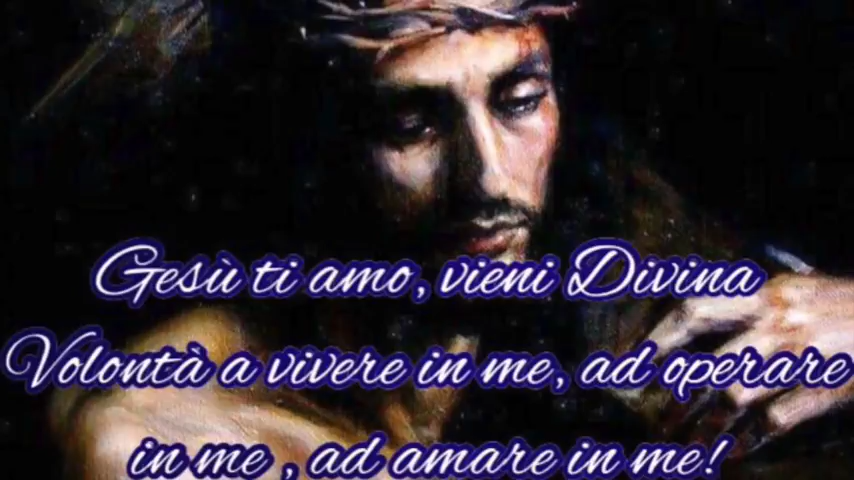 Gesù ti amo, vieni Divina
Volontà a vivere in me, ad operare
in me , ad amare in me!